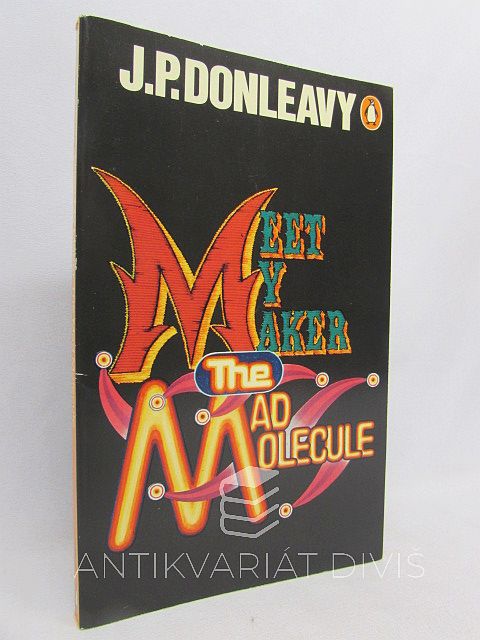 J.P. DONLEAVY
MEET
MY
MAKER
The
MAD
MOLECULE
ANTIKVARIÁT DIVIŠ